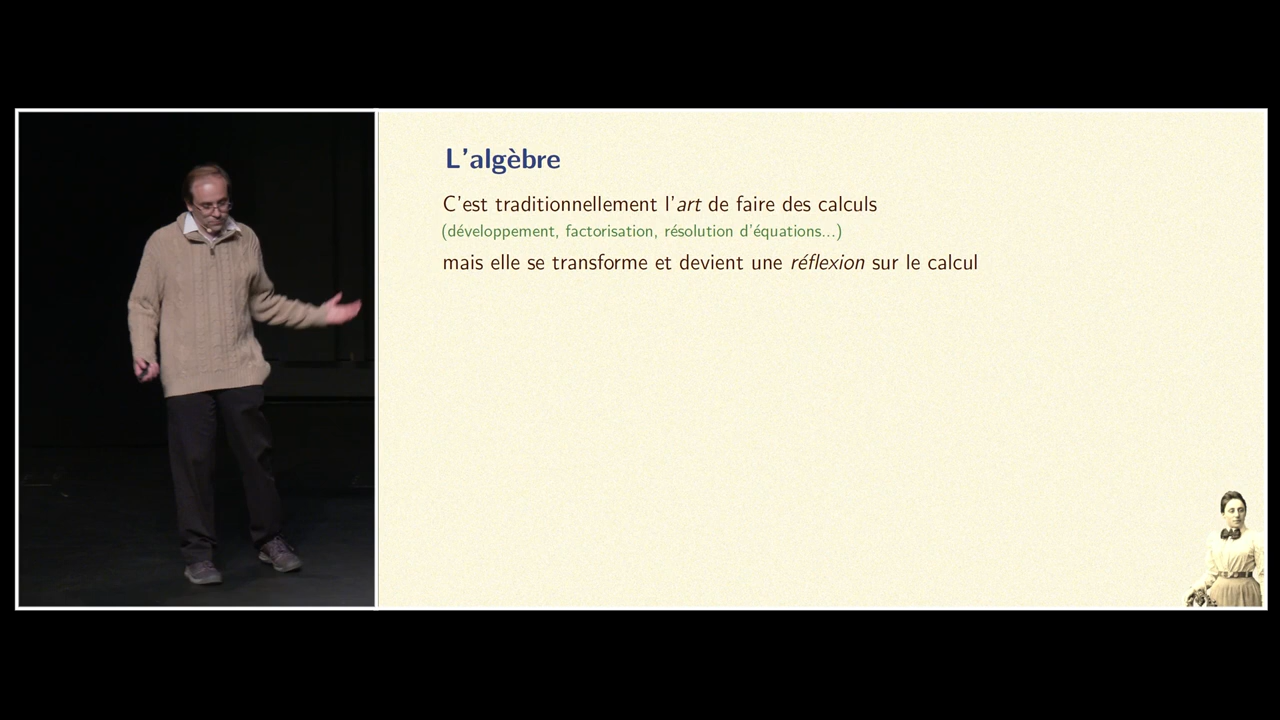 L'algèbre
C'est traditionnellement l'art de faire des calculs
(développement, factorisation, résolution d'équations...)
mais elle se transforme et devient une réflexion sur le calcul